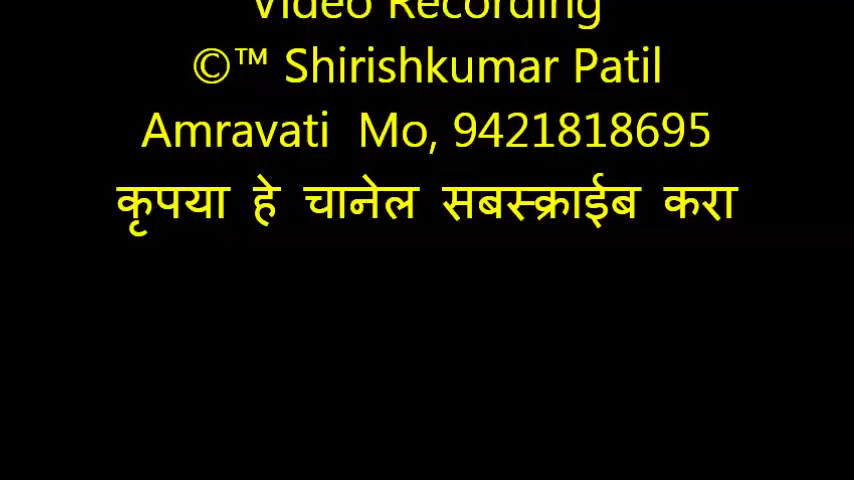 Video Recording
©™ Shirishkumar Patil
Amravati  Mo, 9421818695
कृपया हे चानेल सबस्क्राईब करा